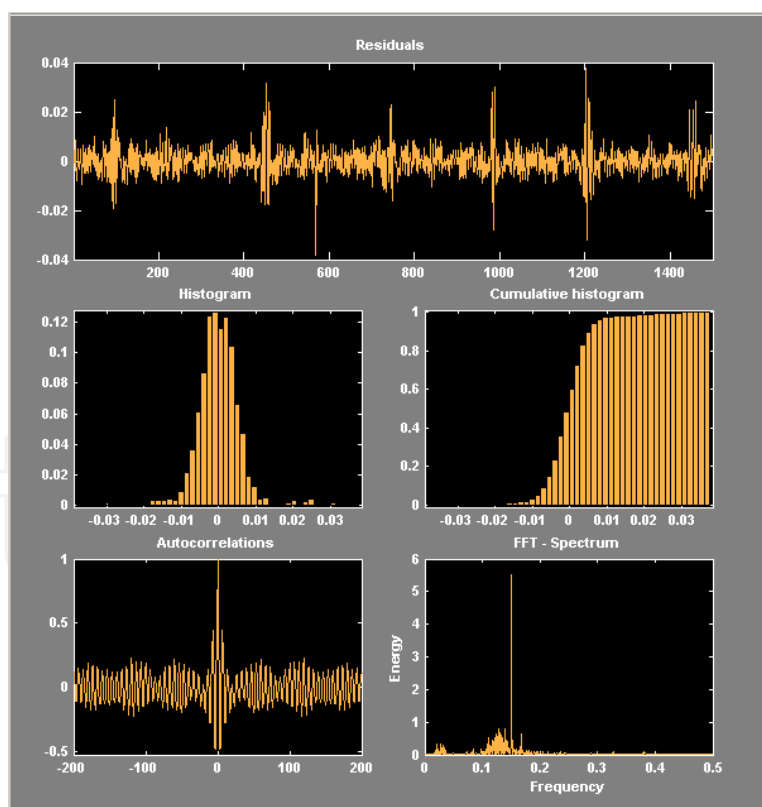 Residuals
0.04
0.02
0
-0.02
-0.04
200 400 600 800 1000 1200 1400
Histogram
0.12
0.1
0.08
0.06
0.04
0.02
0
-0.03 -0.02 -0.01 0 0.01 0.02 0.03
Cumulative histogram
1
0.8
0.6
0.4
0.2
0
-0.03 -0.02 -0.01 0 0.01 0.02 0.03
Autocorrelations
1
0.5
0
-0.5
-200 -100 0 100 200
FFT - Spectrum
Energy
6
5
4
3
2
1
0
0 0.1 0.2 0.3 0.4 0.5
Frequency